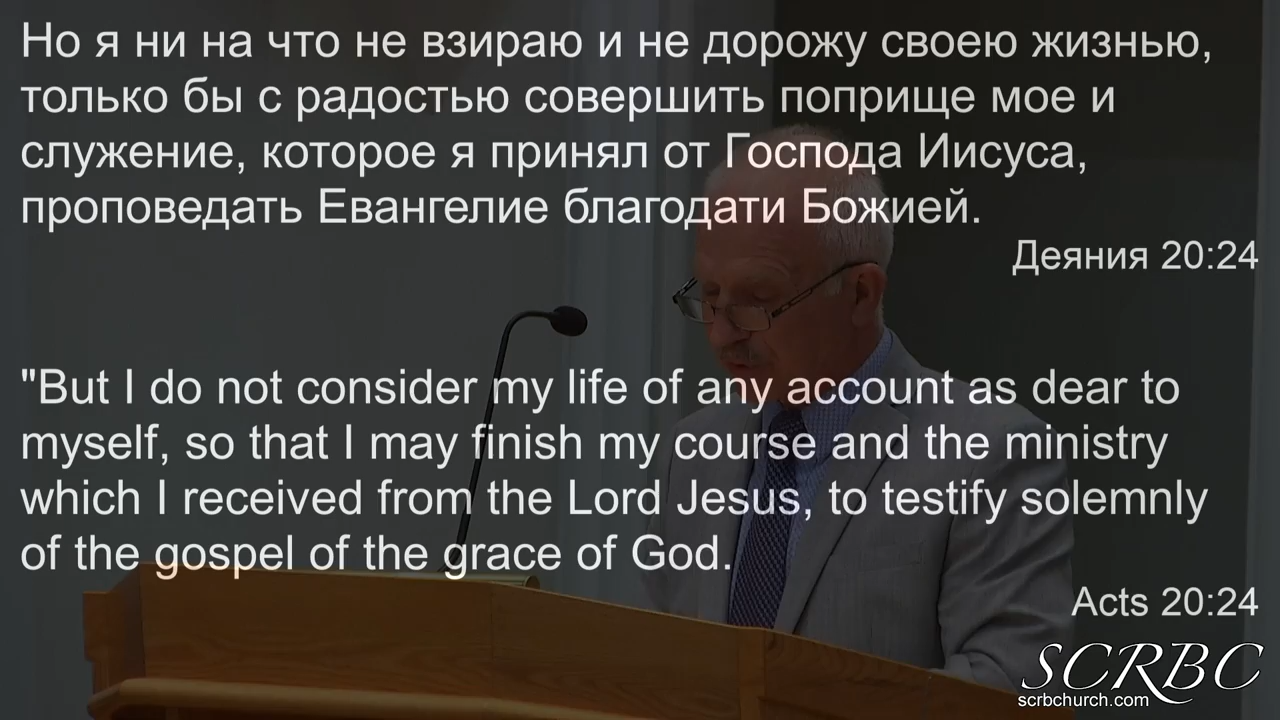 Но я ни на что не взираю и не дорожу своею жизнью,
только бы с радостью совершить поприще мое и
служение, которое я принял от Господа Иисуса,
проповедать Евангелие благодати Божией.
Деяния 20:24
"But I do not consider my life of any account as dear to
myself, so that I may finish my course and the ministry
which I received from the Lord Jesus, to testify solemnly
of the gospel of the grace of God.
Acts 20:24
SCRBC
scrbchurch.com